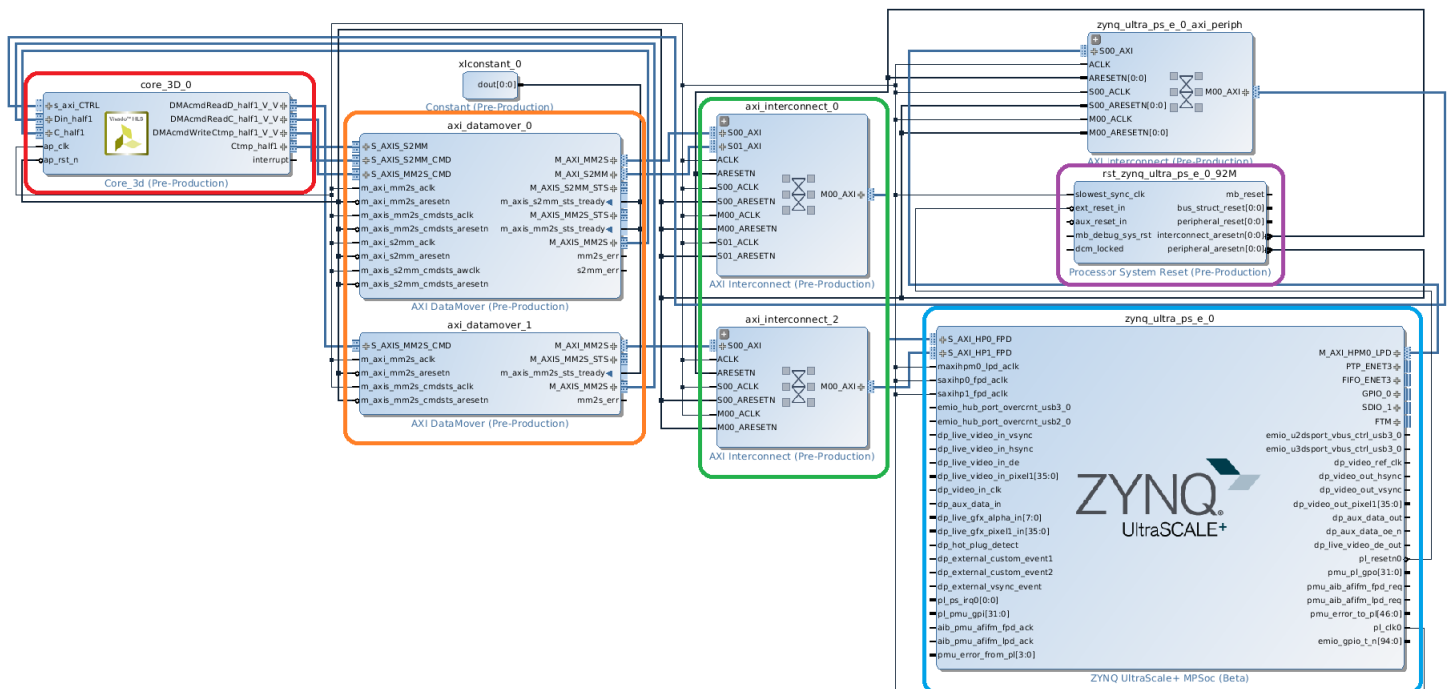 core_3D_0
s_axi_CTRL
Din_half1
C_half1
ap_clk
ap_rst_n
Vivado™ HLS
DMAcmdReadD_half1_V_V
DMAcmdReadC_half1_V_V
DMAcmdWriteCtmp_half1_V_V
Ctmp_half1
interrupt
Core_3d (Pre-Production)
xlconstant_0
dout[0:0]
Constant (Pre-Production)
axi_datamover_0
S_AXIS_S2MM
S_AXIS_S2MM_CMD
S_AXIS_MM2S_CMD
m_axi_mm2s_aclk
m_axi_mm2s_aresetn
m_axis_mm2s_cmdsts_aclk
m_axis_mm2s_cmdsts_aresetn
m_axi_s2mm_aclk
m_axi_s2mm_aresetn
m_axis_s2mm_cmdsts_awclk
m_axis_s2mm_cmdsts_aresetn
M_AXI_MM2S
M_AXI_S2MM
M_AXIS_S2MM_STS
m_axis_s2mm_sts_tready
M_AXIS_MM2S_STS
m_axis_mm2s_sts_tready
M_AXIS_MM2S
mm2s_err
s2mm_err
AXI DataMover (Pre-Production)
axi_datamover_1
S_AXIS_MM2S_CMD
m_axi_mm2s_aclk
m_axi_mm2s_aresetn
m_axis_mm2s_cmdsts_aclk
m_axis_mm2s_cmdsts_aresetn
M_AXI_MM2S
M_AXIS_MM2S_STS
m_axis_mm2s_sts_tready
M_AXIS_MM2S
mm2s_err
AXI DataMover (Pre-Production)
axi_interconnect_0
S00_AXI
S01_AXI
ACLK
ARESETN
S00_ACLK
S00_ARESETN
M00_ACLK
M00_ARESETN
S01_ACLK
S01_ARESETN
M00_AXI
AXI Interconnect (Pre-Production)
axi_interconnect_2
S00_AXI
ACLK
ARESETN
S00_ACLK
S00_ARESETN
M00_ACLK
M00_ARESETN
M00_AXI
AXI Interconnect (Pre-Production)
zynq_ultra_ps_e_0_axi_periph
S00_AXI
ACLK
ARESETN[0:0]
S00_ACLK
S00_ARESETN[0:0]
M00_ACLK
M00_ARESETN[0:0]
M00_AXI
AXI Interconnect (Pre-Production)
rst_zynq_ultra_ps_e_0_92M
slowest_sync_clk
ext_reset_in
aux_reset_in
mb_debug_sys_rst
dcm_locked
mb_reset
bus_struct_reset[0:0]
peripheral_reset[0:0]
interconnect_aresetn[0:0]
peripheral_aresetn[0:0]
Processor System Reset (Pre-Production)
zynq_ultra_ps_e_0
S_AXI_HP0_FPD
S_AXI_HP1_FPD
maxihpm0_lpd_aclk
saxihp0_fpd_aclk
saxihp1_fpd_aclk
emio_hub_port_overcrnt_usb3_0
emio_hub_port_overcrnt_usb2_0
dp_live_video_in_vsync
dp_live_video_in_hsync
dp_live_video_in_de
dp_live_video_in_pixel1[35:0]
dp_video_in_clk
dp_aux_data_in
dp_live_gfx_alpha_in[7:0]
dp_live_gfx_pixel1_in[35:0]
dp_hot_plug_detect
dp_external_custom_event1
dp_external_custom_event2
dp_external_vsync_event
pl_ps_irq0[0:0]
pl_pmu_gpi[31:0]
aib_pmu_afifm_fpd_ack
aib_pmu_afifm_lpd_ack
pmu_error_from_pl[3:0]
ZYNQ.
UltraSCALE+
M_AXI_HPM0_LPD
PTP_ENET3
FIFO_ENET3
GPIO_0
SDIO_1
FTM
emio_u2dsport_vbus_ctrl_usb3_0
emio_u3dsport_vbus_ctrl_usb3_0
dp_video_ref_clk
dp_video_out_hsync
dp_video_out_vsync
dp_video_out_pixel1[35:0]
dp_aux_data_out
dp_aux_data_oe_n
dp_live_video_de_out
pl_resetn0
pmu_pl_gpo[31:0]
pmu_aib_afifm_fpd_req
pmu_aib_afifm_lpd_req
pmu_error_to_pl[46:0]
pl_clk0
emio_gpio_t_n[94:0]
ZYNQ UltraScale+ MPSoc (Beta)